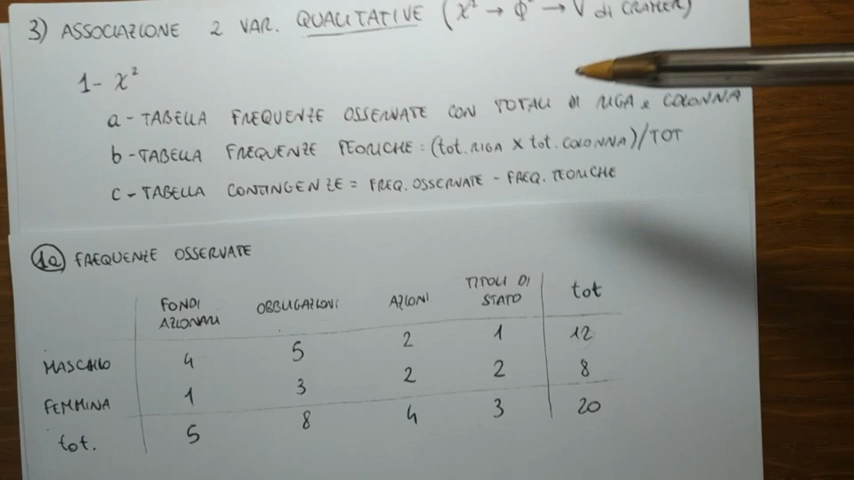 3) ASSOCIAZIONE 2 VAR. QUALITATIVE (χ² → Φ² → V di CRAMER)
1- χ²
a - TABELLA FREQUENZE OSSERVATE CON TOTALI DI RIGA e COLONNA
b - TABELLA FREQUENZE TEORICHE = (tot. RIGA X tot. COLONNA)/TOT
c - TABELLA CONTINGENZE = FREQ. OSSERVATE - FREQ. TEORICHE
1a FREQUENZE OSSERVATE
FONDI AZIONARI OBBLIGAZIONI AZIONI TITOLI DI STATO tot
MASCHIO 4 5 2 1 12
FEMMINA 1 3 2 2 8
tot. 5 8 4 3 20